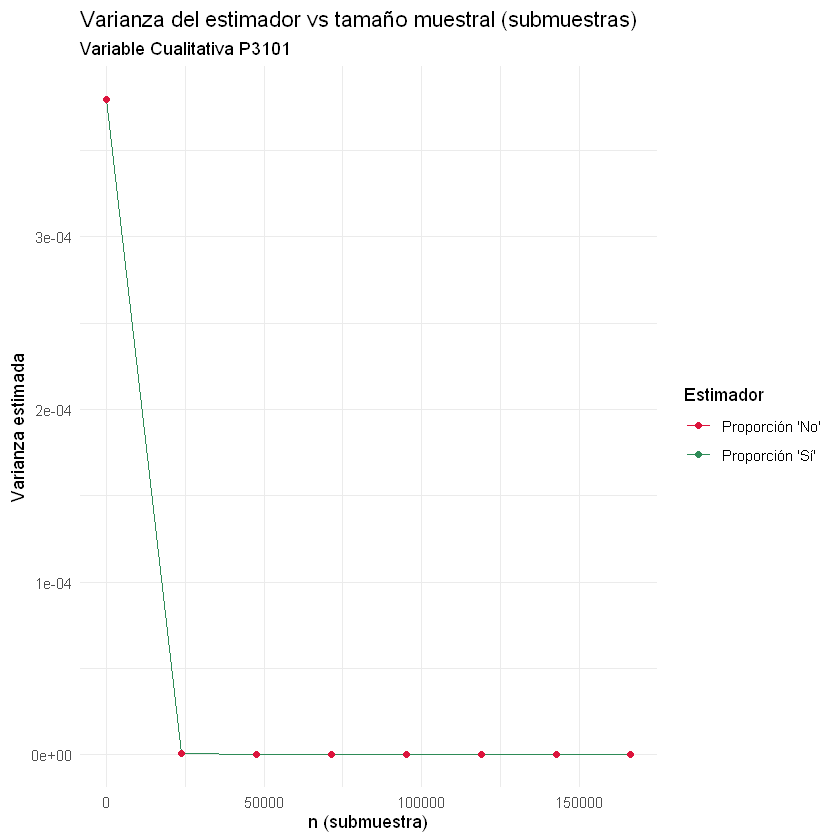 Varianza del estimador vs tamaño muestral (submuestras)
Variable Cualitativa P3101
3e-04
2e-04
1e-04
0e+00
Varianza estimada
0
50000
100000
150000
n (submuestra)
Estimador
Proporción 'No'
Proporción 'Sí'